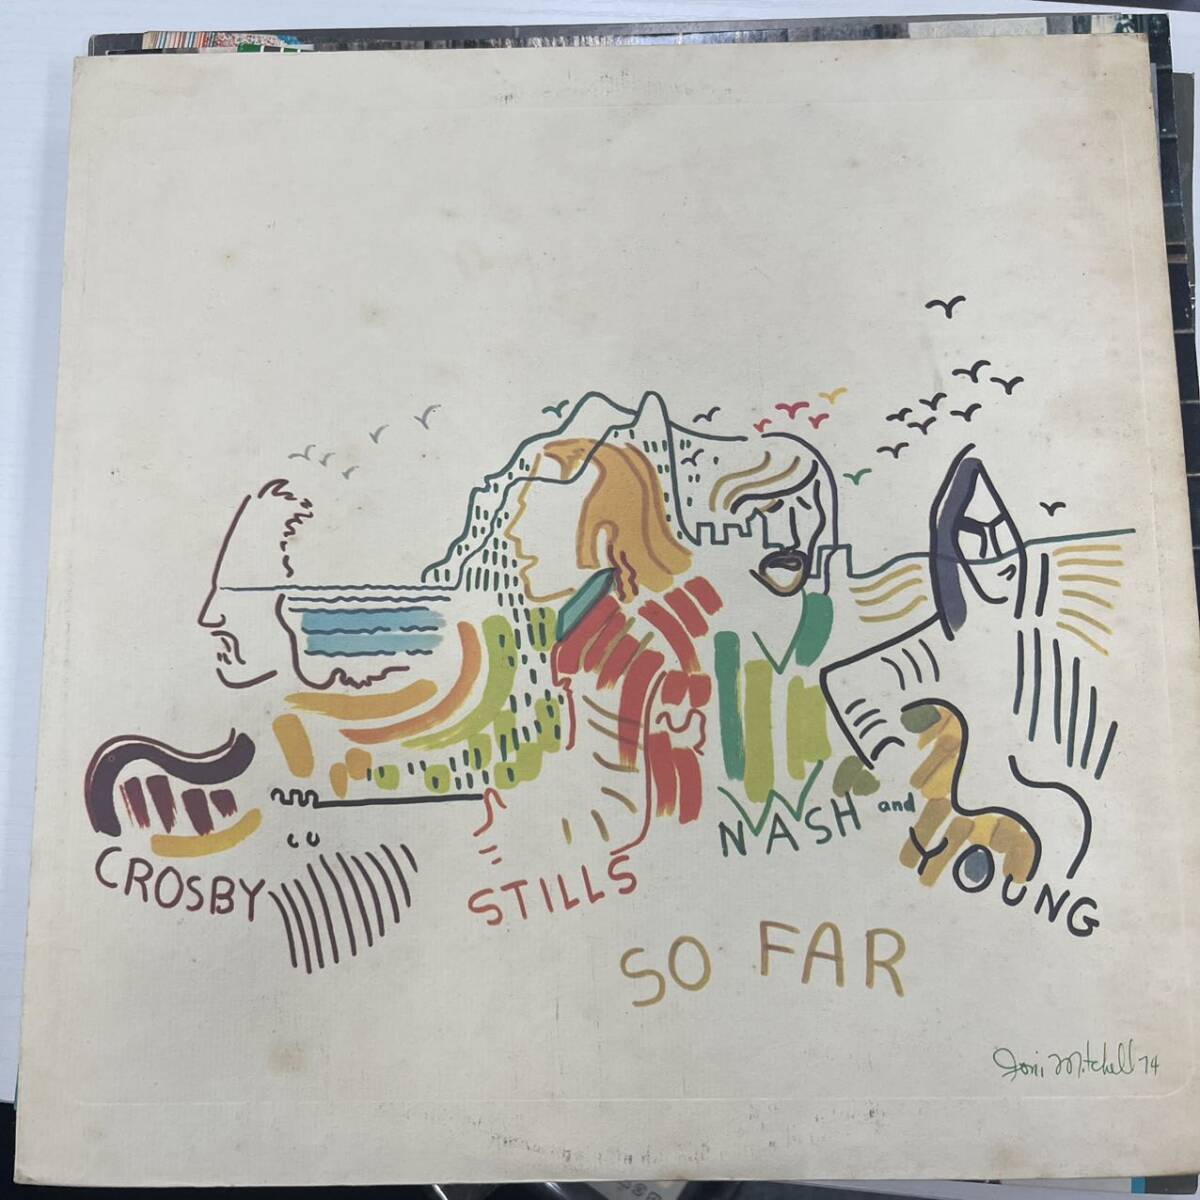 CROSBY
STILLS
NASH and
YOUNG
SO FAR
Joni Mitchell 74